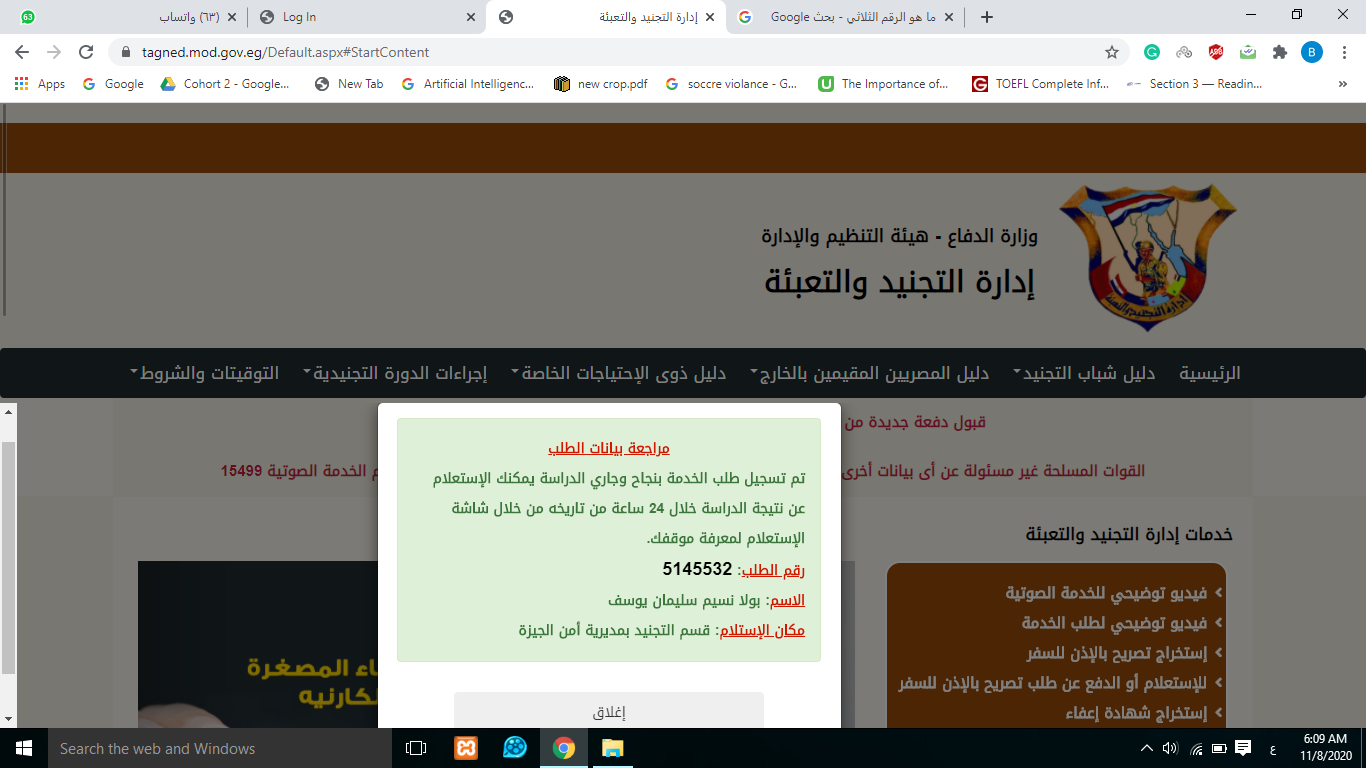 (٦٣) واتساب
Log In
إدارة التجنيد والتعبئة
ما هو الرقم الثلاثي - بحث Google
tagned.mod.gov.eg/Default.aspx#StartContent
B
Apps
Google
Cohort 2 - Google...
New Tab
Artificial Intelligenc...
new crop.pdf
soccre violance - G...
The Importance of...
TOEFL Complete Inf...
Section 3 — Readin...
وزارة الدفاع - هيئة التنظيم والإدارة
إدارة التجنيد والتعبئة
إدارة التجنيد والتعبئة
الرئيسية
دليل شباب التجنيد
دليل المصريين المقيمين بالخارج
دليل ذوى الإحتياجات الخاصة
إجراءات الدورة التجنيدية
التوقيتات والشروط
قبول دفعة جديدة من
القوات المسلحة غير مسئولة عن أى بيانات أخرى
م الخدمة الصوتية 15499
مراجعة بيانات الطلب
تم تسجيل طلب الخدمة بنجاح وجاري الدراسة يمكنك الإستعلام
عن نتيجة الدراسة خلال 24 ساعة من تاريخه من خلال شاشة
الإستعلام لمعرفة موقفك.
رقم الطلب: 5145532
الاسم: بولا نسيم سليمان يوسف
مكان الإستلام: قسم التجنيد بمديرية أمن الجيزة
إغلاق
خدمات إدارة التجنيد والتعبئة
فيديو توضيحي للخدمة الصوتية
فيديو توضيحي لطلب الخدمة
إستخراج تصريح بالإذن للسفر
للإستعلام أو الدفع عن طلب تصريح بالإذن للسفر
إستخراج شهادة إعفاء
اء المصغرة
لكارنيه
Search the web and Windows
ع
6:09 AM
11/8/2020